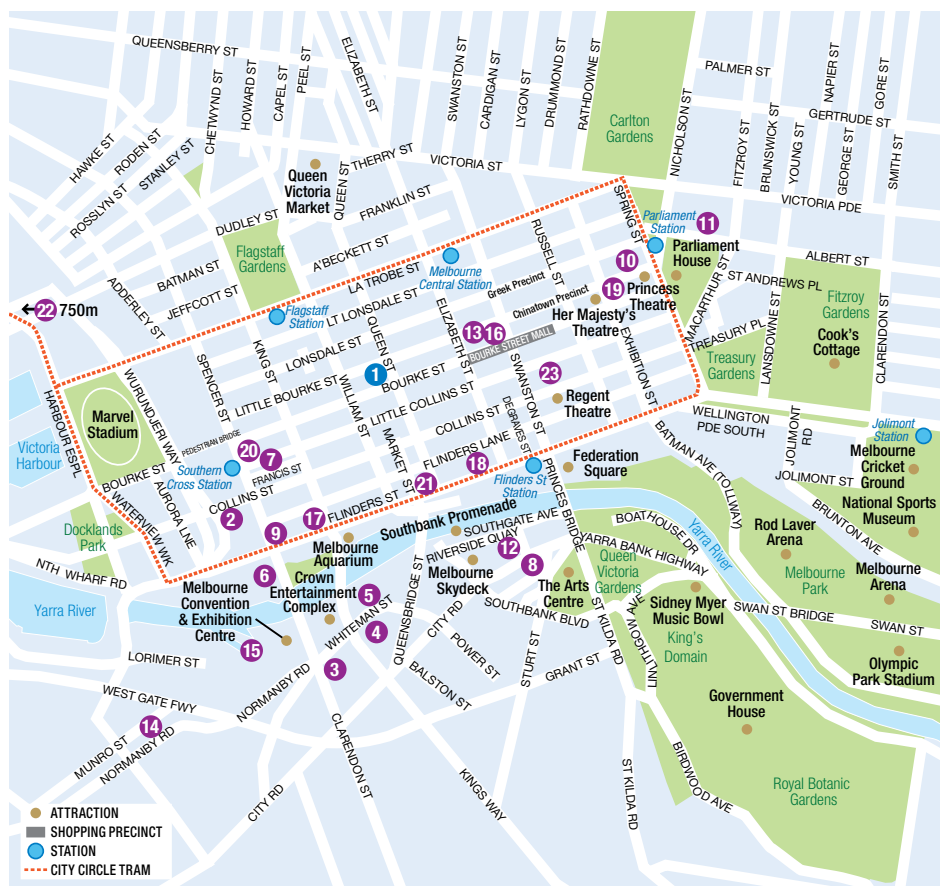 QUEENSBERRY ST
HAWKE ST
RODEN ST
STANLEY ST
ROSSLYN ST
CHETWYND ST
HOWARD ST
CAPEL ST
PEEL ST
ELIZABETH ST
SWANSTON ST
CARDIGAN ST
LYGON ST
DRUMMOND ST
RATHDOWNE ST
Carlton
Gardens
NICHOLSON ST
PALMER ST
GERTRUDE ST
FITZROY ST
BRUNSWICK ST
YOUNG ST
NAPIER ST
GEORGE ST
GORE ST
SMITH ST
Queen
Victoria
Market
QUEEN ST
THERRY ST
VICTORIA ST
FRANKLIN ST
VICTORIA PDE
DUDLEY ST
Flagstaff
Gardens
A'BECKETT ST
BATMAN ST
JEFFCOTT ST
ADDERLEY ST
LA TROBE ST
Melbourne
Central Station
RUSSELL ST
SPRING ST
Parliament
Station
11
Parliament
House
ALBERT ST
10
Princess
Theatre
19
Her Majesty's
Theatre
Greek Precinct
Chinatown Precinct
ST ANDREWS PL
MACARTHUR ST
Fitzroy
Gardens
Cook's
Cottage
CLARENDON ST
22 750m
Flagstaff
Station
LT LONSDALE ST
LONSDALE ST
QUEEN ST
ELIZABETH ST
13
16
BOURKE STREET MALL
EXHIBITION ST
TREASURY PL
Treasury
Gardens
LANSDOWNE ST
HARBOUR ESPL
Marvel
Stadium
WURUNDJERI WAY
SPENCER ST
KING ST
LITTLE BOURKE ST
WILLIAM ST
1
BOURKE ST
LITTLE COLLINS ST
COLLINS ST
SWANSTON ST
23
Regent
Theatre
WELLINGTON
PDE SOUTH
JOLIMONT
RD
Jolimont
Station
Victoria
Harbour
BOURKE ST
PEDESTRIAN BRIDGE
20
7
Southern
Cross Station
FRANCIS ST
COLLINS ST
MARKET ST
FLINDERS LANE
DEGRAVES ST
18
21
Flinders St
Station
Federation
Square
BATMAN AVE (TOLLWAY)
JOLIMONT ST
Melbourne
Cricket
Ground
National Sports
Museum
BRUNTON AVE
Docklands
Park
WATERVIEW WK
AURORA LNE
2
9
17
FLINDERS ST
Southbank Promenade
PRINCES BRIDGE
SOUTHGATE AVE
BOATHOUSE DR
Yarra River
Rod Laver
Arena
Melbourne
Park
Melbourne
Arena
NTH WHARF RD
Yarra River
6
Melbourne
Aquarium
Melbourne
Convention
& Exhibition
Centre
Crown
Entertainment
Complex
5
4
RIVERSIDE QUAY
Melbourne
Skydeck
12
8
The Arts
Centre
Queen
Victoria
Gardens
YARRA BANK HIGHWAY
Sidney Myer
Music Bowl
King's
Domain
SWAN ST BRIDGE
SWAN ST
Olympic
Park Stadium
15
LORIMER ST
WHITEMAN ST
QUEENSBRIDGE ST
CITY RD
SOUTHBANK BLVD
POWER ST
STURT ST
ST KILDA RD
LINLITHGOW AVE
3
NORMANBY RD
BALSTON ST
GRANT ST
WEST GATE FWY
14
MUNRO ST
NORMANBY RD
CLARENDON ST
CITY RD
KINGS WAY
ST KILDA RD
BIRDWOOD AVE
Government
House
Royal Botanic
Gardens
ATTRACTION
SHOPPING PRECINCT
STATION
CITY CIRCLE TRAM